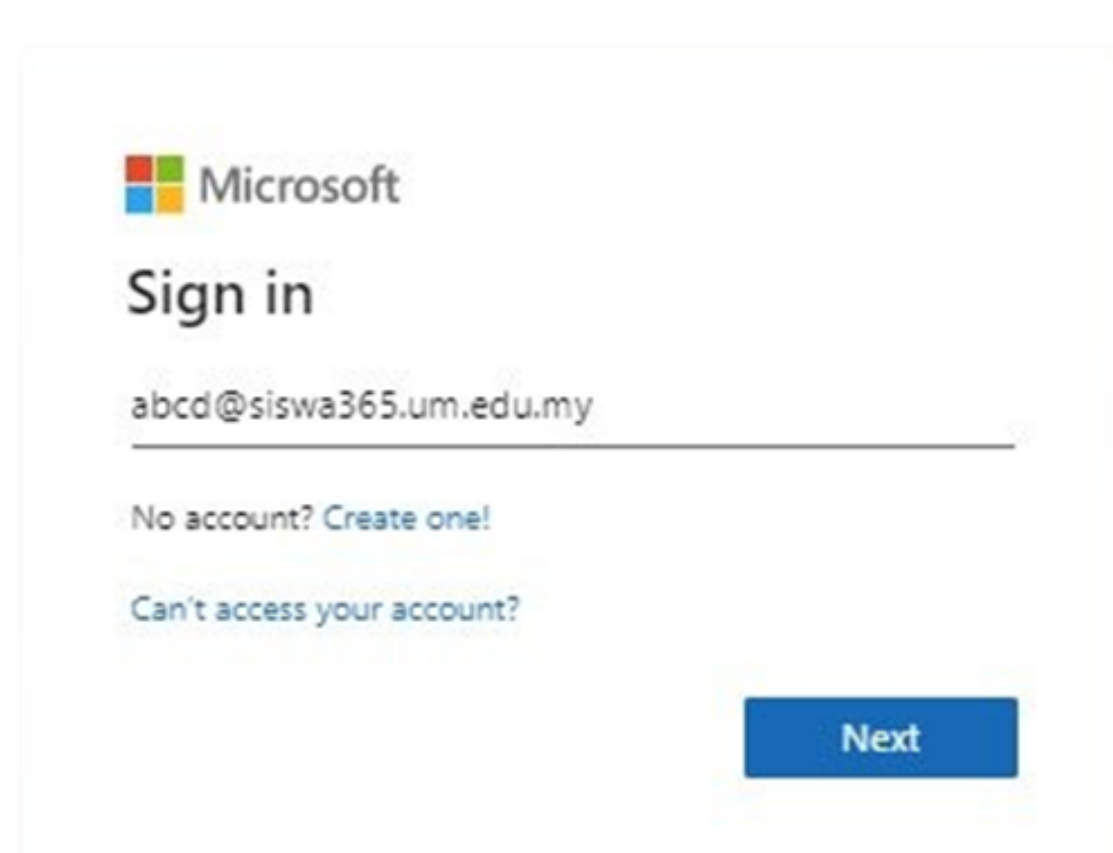 Microsoft
Sign in
abcd@siswa365.um.edu.my
No account? Create one!
Can't access your account?
Next